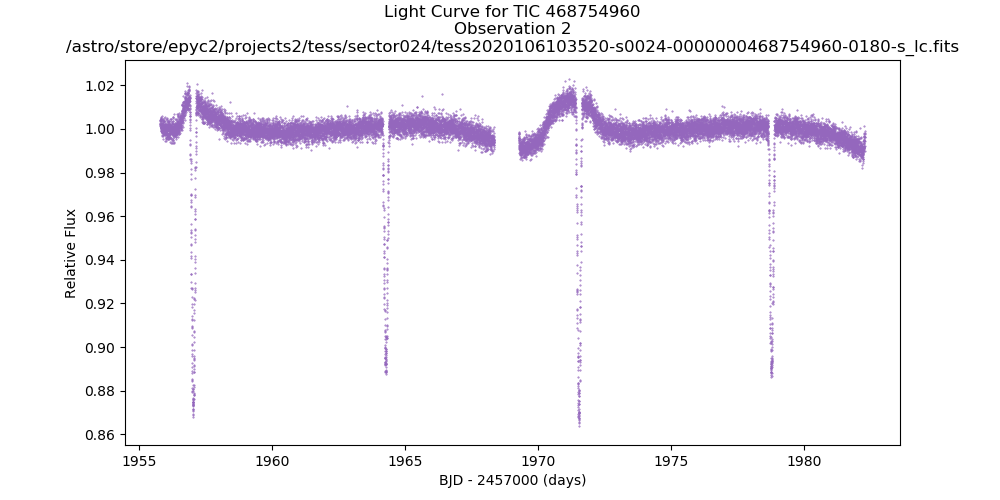 Light Curve for TIC 468754960
Observation 2
/astro/store/epyc2/projects2/tess/sector024/tess2020106103520-s0024-0000000468754960-0180-s_lc.fits
Relative Flux
1.02
1.00
0.98
0.96
0.94
0.92
0.90
0.88
0.86
1955 1960 1965 1970 1975 1980
BJD - 2457000 (days)